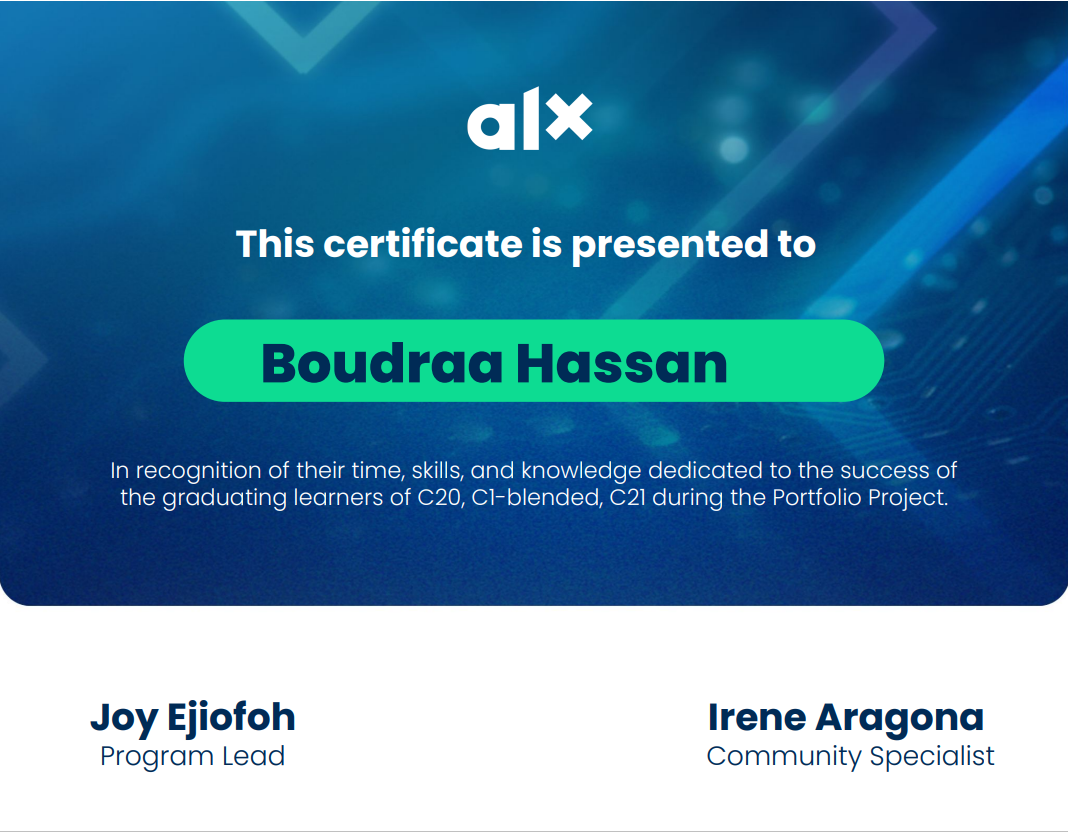 alx
This certificate is presented to
Boudraa Hassan
In recognition of their time, skills, and knowledge dedicated to the success of
the graduating learners of C20, C1-blended, C21 during the Portfolio Project.
Joy Ejiofoh
Program Lead
Irene Aragona
Community Specialist